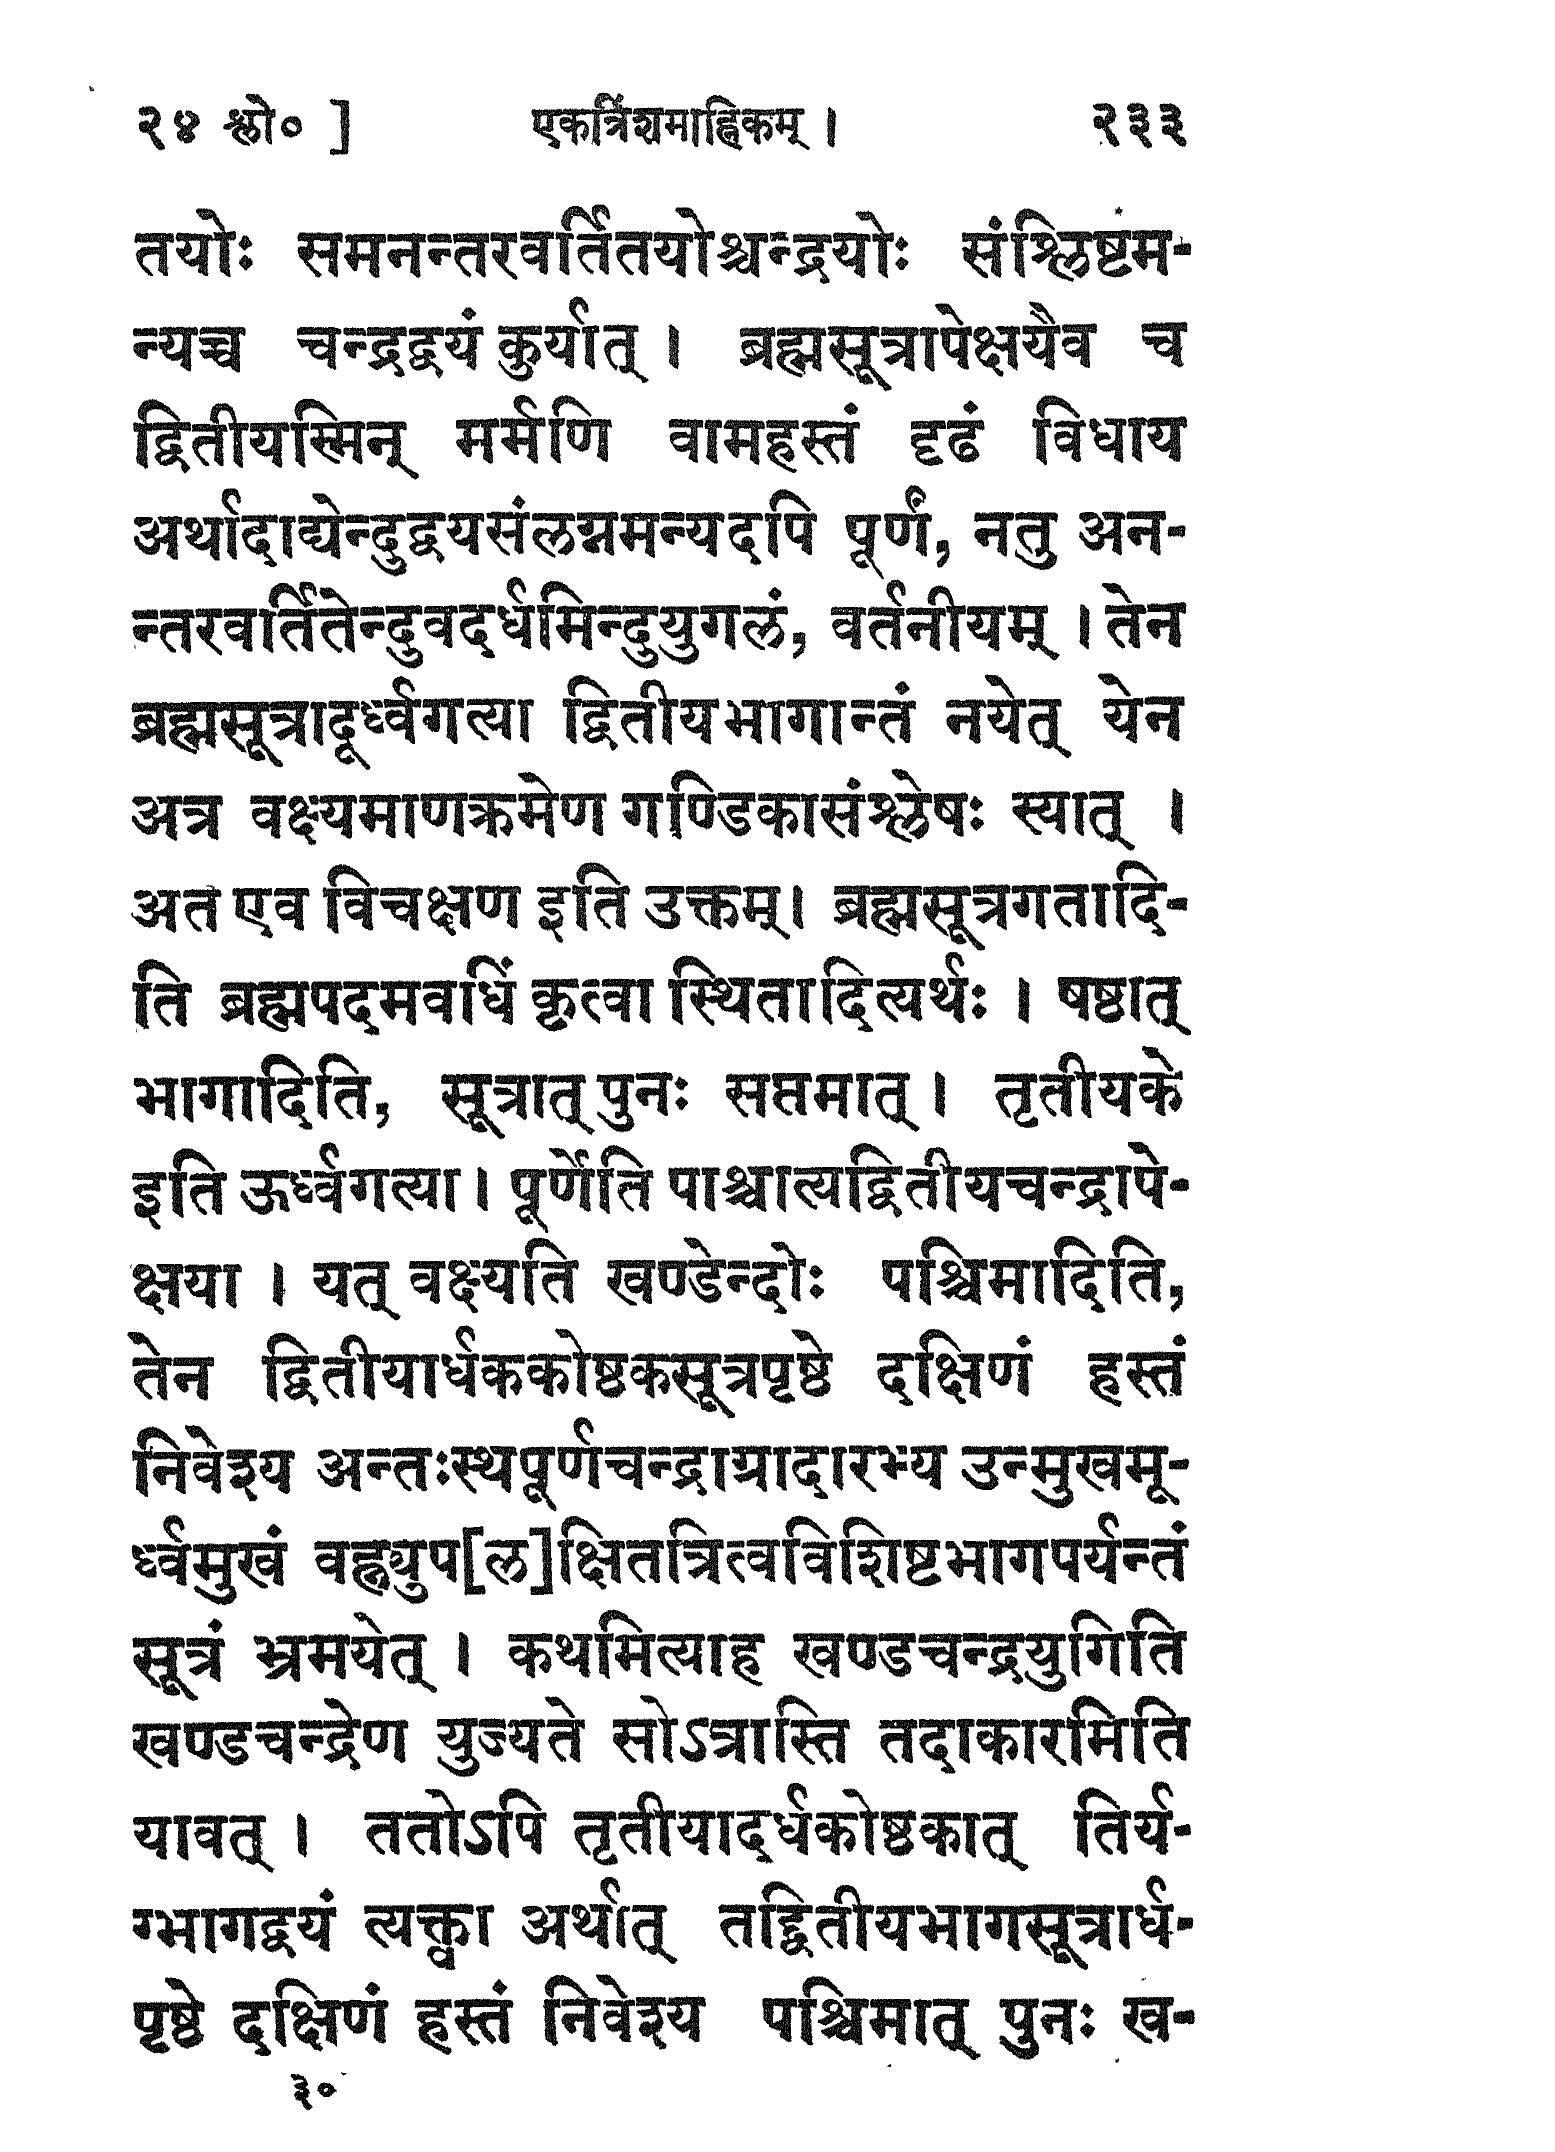 २४ श्लो० ] एकत्रिंशमाह्निकम् । २३३
तयोः समनन्तरवर्तितयोश्चन्द्रयोः संश्लिष्टम-
न्यच्च चन्द्रद्वयं कुर्यात् । ब्रह्मसूत्रापेक्षयैव च
द्वितीयस्मिन् मर्मणि वामहस्तं दृढं विधाय
अर्थादाद्येन्दुद्वयसंलग्नमन्यदपि पूर्णं, नतु अन-
न्तरवर्तितेन्दुवदर्धमिन्दुयुगलं, वर्तनीयम् । तेन
ब्रह्मसूत्रादूर्ध्वगत्या द्वितीयभागान्तं नयेत् येन
अत्र वक्ष्यमाणक्रमेण गण्डिकासंश्लेषः स्यात् ।
अत एव विचक्षण इति उक्तम् । ब्रह्मसूत्रगतादि-
ति ब्रह्मपदमवधिं कृत्वा स्थितादित्यर्थः । षष्ठात्
भागादिति, सूत्रात् पुनः सप्तमात् । तृतीयके
इति ऊर्ध्वगत्या । पूर्णेति पाश्चात्यद्वितीयचन्द्रापे-
क्षया । यत् वक्ष्यति खण्डेन्दोः पश्चिमादिति,
तेन द्वितीयार्धककोष्ठकसूत्रपृष्ठे दक्षिणं हस्तं
निवेश्य अन्तःस्थपूर्णचन्द्राग्रादारभ्य उन्मुखमू-
र्ध्वमुखं वह्न्युप[ल]क्षितत्रित्वविशिष्टभागपर्यन्तं
सूत्रं भ्रमयेत् । कथमित्याह खण्डचन्द्रयुगिति
खण्डचन्द्रेण युज्यते सोऽत्रास्ति तदाकारमिति
यावत् । ततोऽपि तृतीयादर्धकोष्ठकात् तिर्य-
ग्भागद्वयं त्यक्त्वा अर्थात् तद्द्वितीयभागसूत्रार्ध-
पृष्ठे दक्षिणं हस्तं निवेश्य पश्चिमात् पुनः ख-
३०